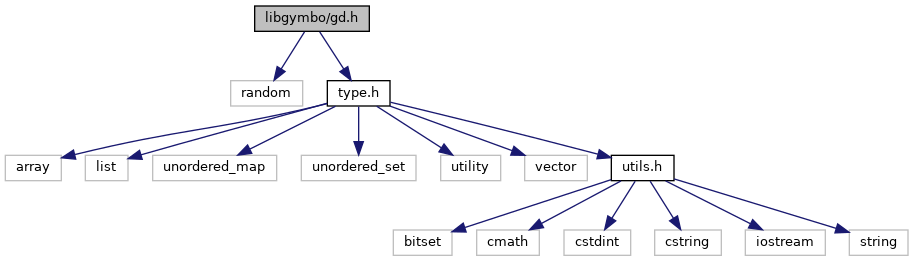 libgymbo/gd.h
random
type.h
array
list
unordered_map
unordered_set
utility
vector
utils.h
bitset
cmath
cstdint
cstring
iostream
string